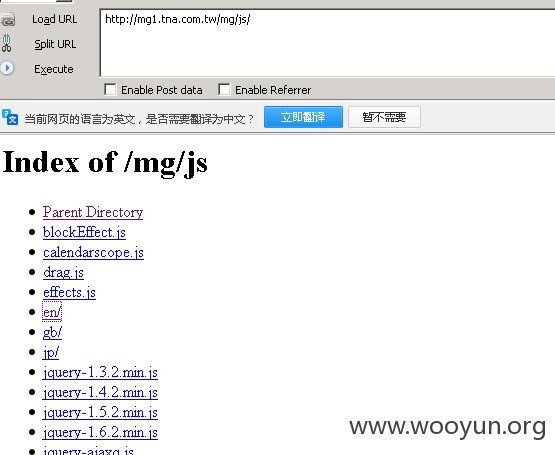 Load URL
http://mg1.tna.com.tw/mg/js/
Split URL
Execute
Enable Post data
Enable Referrer
当前网页的语言为英文，是否需要翻译为中文？
立即翻译
暂不需要
Index of /mg/js
Parent Directory
blockEffect.js
calendarscope.js
drag.js
effects.js
en/
gb/
jp/
jquery-1.3.2.min.js
jquery-1.4.2.min.js
jquery-1.5.2.min.js
jquery-1.6.2.min.js
jquery-ajaxq.js
www.wooyun.org